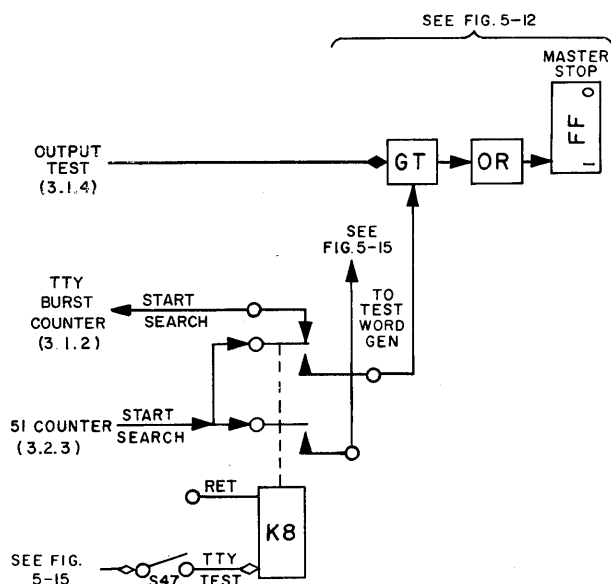 SEE FIG. 5-12
MASTER
STOP
0
FF
1
OUTPUT
TEST
(3.1.4)
GT
OR
SEE
FIG. 5-15
TTY
BURST
COUNTER
(3.1.2)
START
SEARCH
TO
TEST
WORD
GEN
51 COUNTER
(3.2.3)
START
SEARCH
RET
K8
SEE FIG.
5-15
S47
TTY
TEST